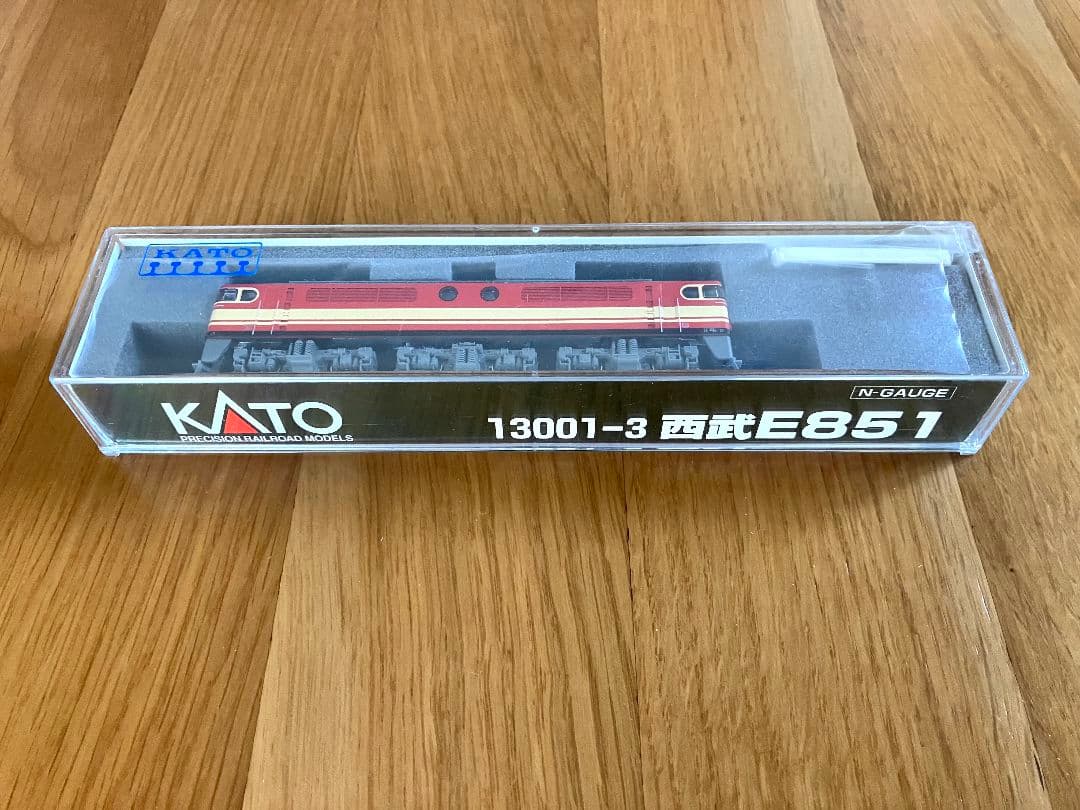 KATO
KATO
PRECISION RAILROAD MODELS
N-GAUGE
13001-3 西武E851